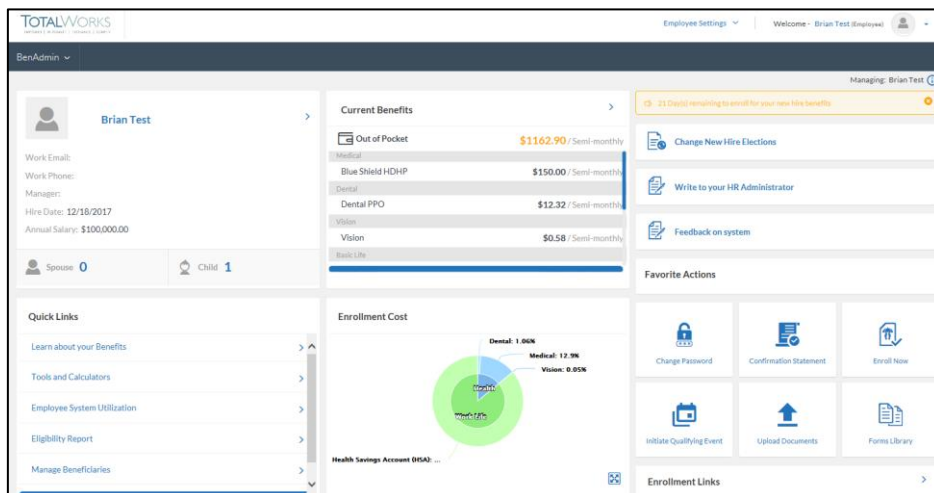 TOTALWORKS
Employee Settings
Welcome - Brian Test (Employee)
BenAdmin
Managing: Brian Test
Brian Test
Work Email:
Work Phone:
Manager:
Hire Date: 12/18/2017
Annual Salary: $100,000.00
Spouse 0
Child 1
Current Benefits
Out of Pocket $1162.90 / Semi-monthly
Medical
Blue Shield HDHP $150.00 / Semi-monthly
Dental
Dental PPO $12.32 / Semi-monthly
Vision
Vision $0.58 / Semi-monthly
Basic Life
21 Day(s) remaining to enroll for your new hire benefits
Change New Hire Elections
Write to your HR Administrator
Feedback on system
Favorite Actions
Change Password
Confirmation Statement
Enroll Now
Initiate Qualifying Event
Upload Documents
Forms Library
Enrollment Links
Quick Links
Learn about your Benefits
Tools and Calculators
Employee System Utilization
Eligibility Report
Manage Beneficiaries
Enrollment Cost
Dental: 1.06%
Medical: 12.9%
Vision: 0.05%
Health
Work Life
Health Savings Account (HSA): ...